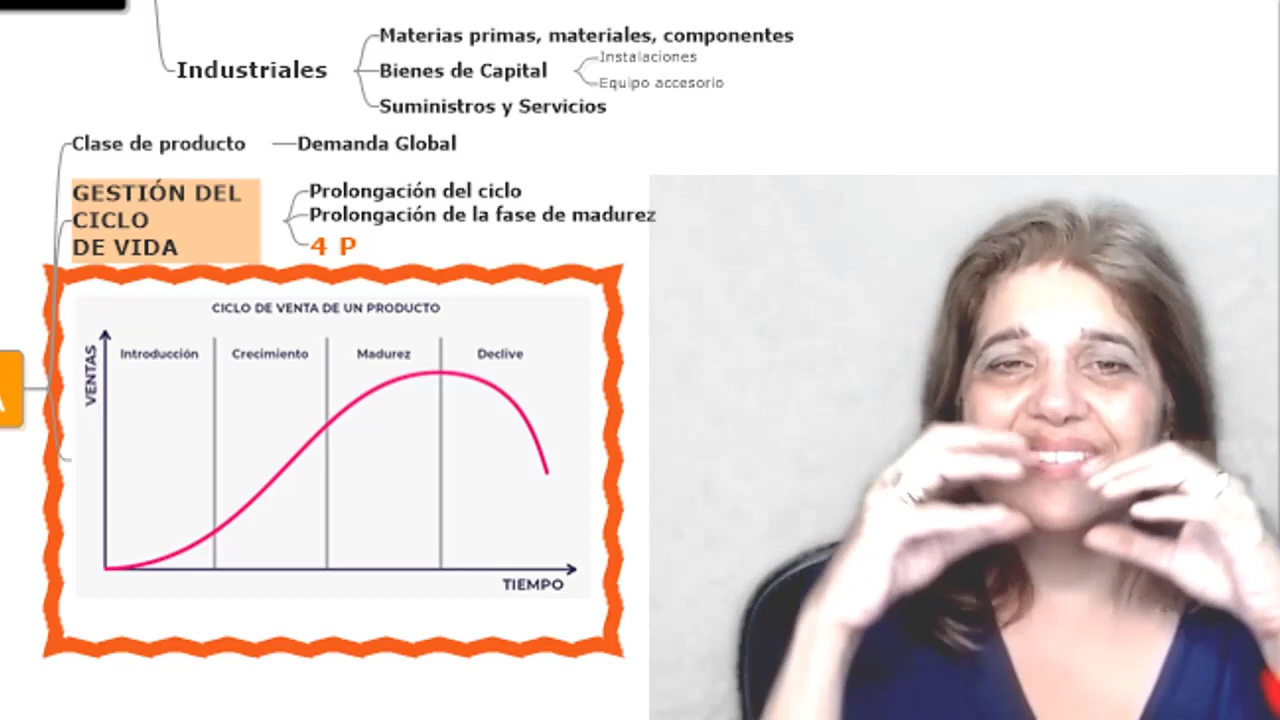 Materias primas, materiales, componentes
Industriales
Bienes de Capital
Instalaciones
Equipo accesorio
Suministros y Servicios
Clase de producto
Demanda Global
GESTIÓN DEL
CICLO
DE VIDA
Prolongación del ciclo
Prolongación de la fase de madurez
4 P
CICLO DE VENTA DE UN PRODUCTO
VENTAS
Introducción
Crecimiento
Madurez
Declive
TIEMPO